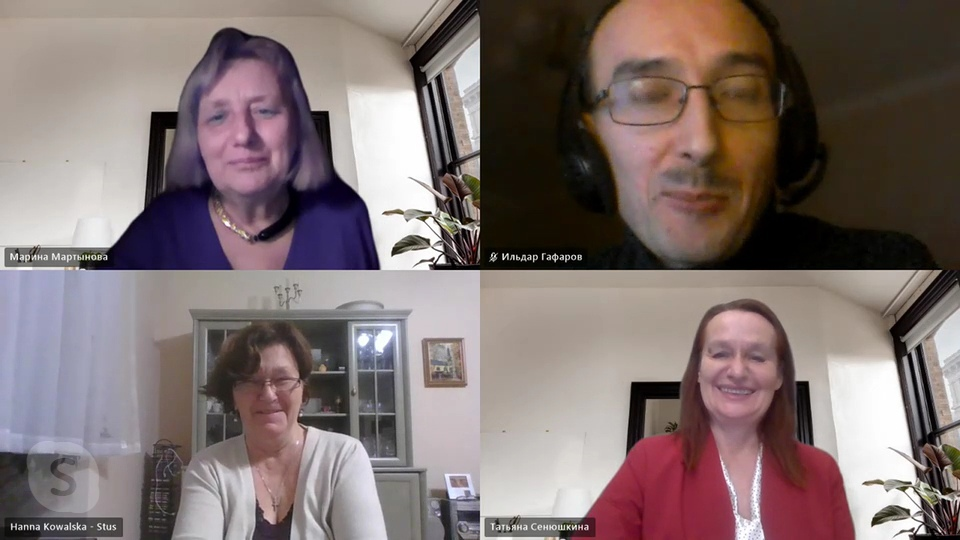 Марина Мартынова
Ильдар Гафаров
S
Hanna Kowalska - Stus
Татьяна Сенюшкина